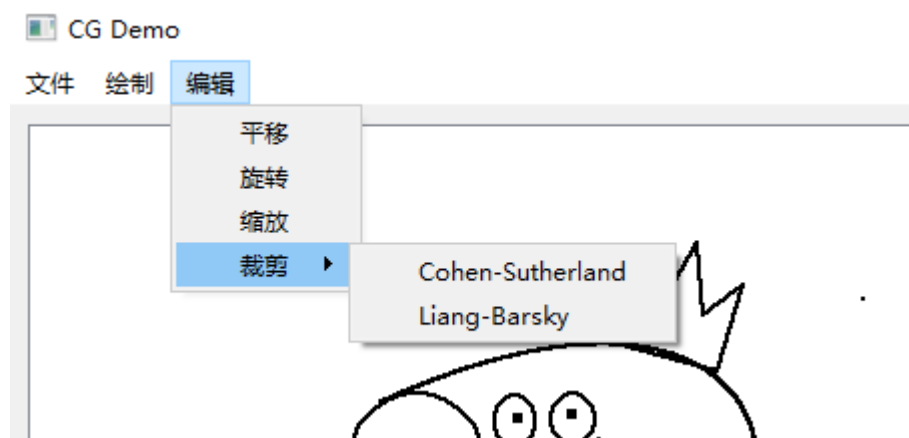 CG Demo
文件 绘制 编辑
平移
旋转
缩放
裁剪
Cohen-Sutherland
Liang-Barsky